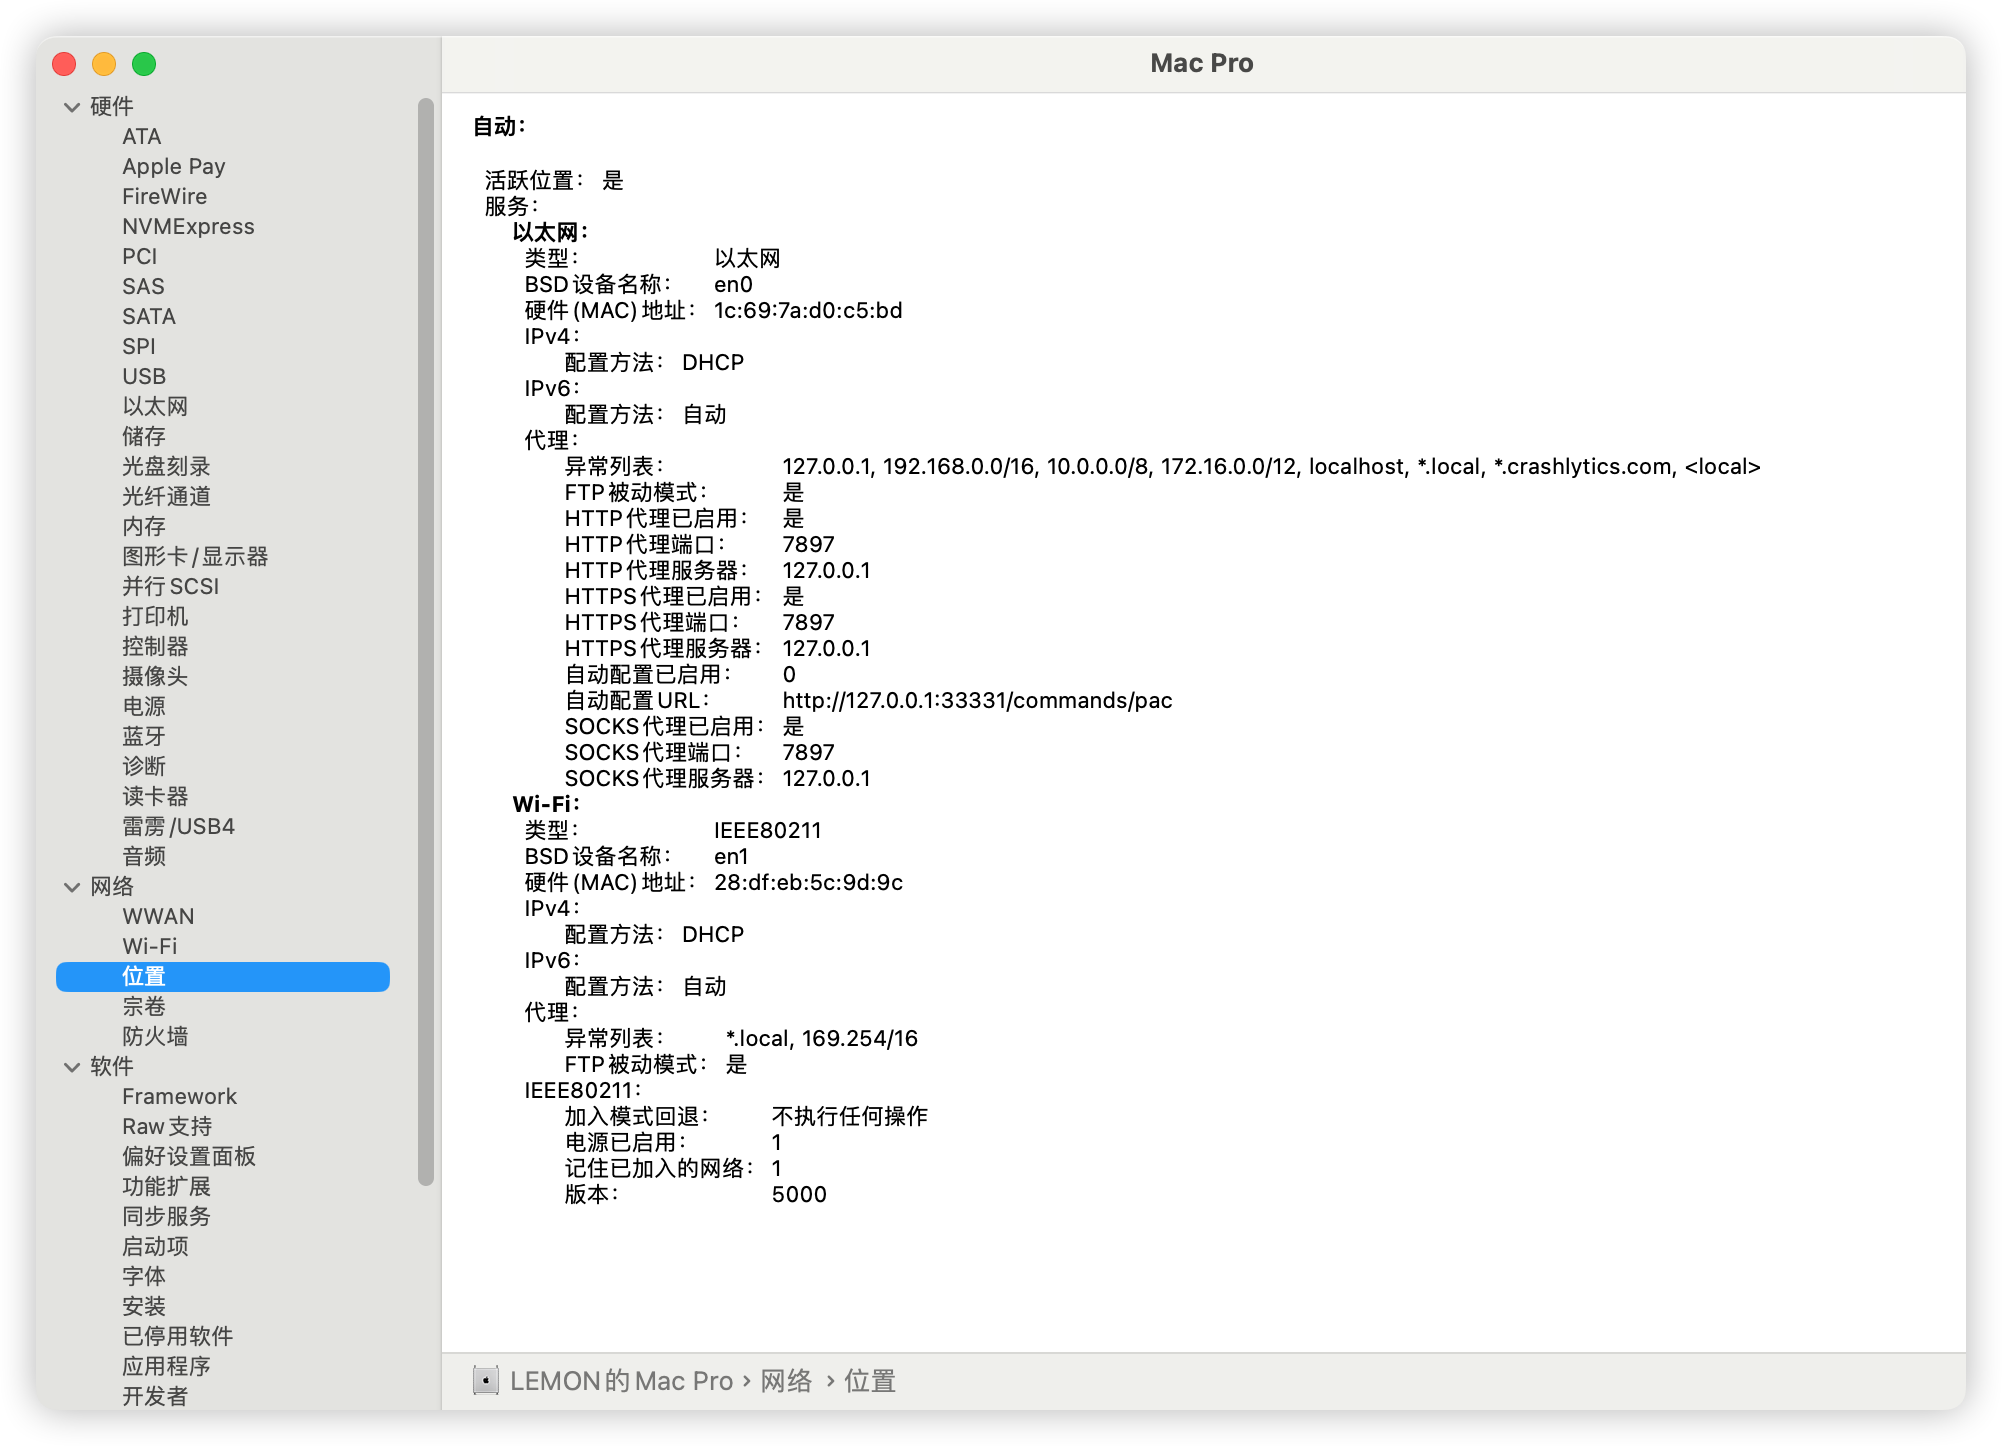 Mac Pro
硬件
ATA
Apple Pay
FireWire
NVMExpress
PCI
SAS
SATA
SPI
USB
以太网
储存
光盘刻录
光纤通道
内存
图形卡/显示器
并行SCSI
打印机
控制器
摄像头
电源
蓝牙
诊断
读卡器
雷雳/USB4
音频
网络
WWAN
Wi-Fi
位置
宗卷
防火墙
软件
Framework
Raw支持
偏好设置面板
功能扩展
同步服务
启动项
字体
安装
已停用软件
应用程序
开发者
自动：
活跃位置： 是
服务：
以太网：
类型： 以太网
BSD设备名称： en0
硬件(MAC)地址： 1c:69:7a:d0:c5:bd
IPv4：
配置方法： DHCP
IPv6：
配置方法： 自动
代理：
异常列表： 127.0.0.1, 192.168.0.0/16, 10.0.0.0/8, 172.16.0.0/12, localhost, *.local, *.crashlytics.com, <local>
FTP被动模式： 是
HTTP代理已启用： 是
HTTP代理端口： 7897
HTTP代理服务器： 127.0.0.1
HTTPS代理已启用： 是
HTTPS代理端口： 7897
HTTPS代理服务器： 127.0.0.1
自动配置已启用： 0
自动配置URL： http://127.0.0.1:33331/commands/pac
SOCKS代理已启用： 是
SOCKS代理端口： 7897
SOCKS代理服务器： 127.0.0.1
Wi-Fi：
类型： IEEE80211
BSD设备名称： en1
硬件(MAC)地址： 28:df:eb:5c:9d:9c
IPv4：
配置方法： DHCP
IPv6：
配置方法： 自动
代理：
异常列表： *.local, 169.254/16
FTP被动模式： 是
IEEE80211：
加入模式回退： 不执行任何操作
电源已启用： 1
记住已加入的网络： 1
版本： 5000
LEMON的Mac Pro › 网络 › 位置